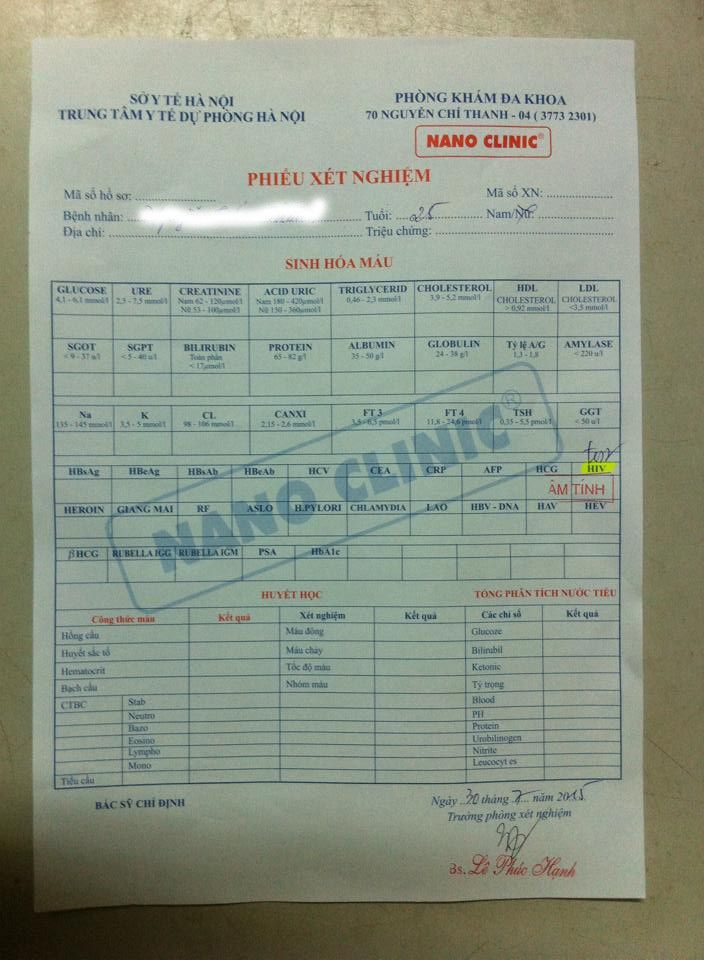 SỞ Y TẾ HÀ NỘI
TRUNG TÂM Y TẾ DỰ PHÒNG HÀ NỘI
PHÒNG KHÁM ĐA KHOA
70 NGUYỄN CHÍ THANH - 04 ( 3773 2301)
NANO CLINIC®
PHIẾU XÉT NGHIỆM
Mã số hồ sơ: Mã số XN:
Bệnh nhân: Tuổi: 25 Nam/Nữ:
Địa chỉ: Triệu chứng:
SINH HÓA MÁU
GLUCOSE URE CREATININE ACID URIC TRIGLYCERID CHOLESTEROL HDL LDL
4,1 - 6,1 mmol/l 2,5 - 7,5 mmol/l Nam 62 - 120µmol/l Nam 180 - 420µmol/l 0,46 - 2,3 mmol/l 3,9 - 5,2 mmol/l CHOLESTEROL CHOLESTEROL
Nữ 53 - 100µmol/l Nữ 150 - 360µmol/l > 0,92 mmol/l <3,5 mmol/l
SGOT SGPT BILIRUBIN PROTEIN ALBUMIN GLOBULIN Tỷ lệ A/G AMYLASE
< 9 - 37 u/l < 5 - 40 u/l Toàn phần 65 - 82 g/l 35 - 50 g/l 24 - 38 g/l 1,3 - 1,8 < 220 u/l
< 17µmol/l
Na K CL CANXI FT 3 FT 4 TSH GGT
135 - 145 mmol/l 3,5 - 5 mmol/l 98 - 106 mmol/l 2,15 - 2,6 mmol/l 3,5 - 6,5 pmol/l 11,8 - 24,6 pmol/l 0,35 - 5,5 pmol/l < 50 u/l
NANO CLINIC®
test
HBsAg HBeAg HBsAb HBeAb HCV CEA CRP AFP HCG HIV
ÂM TÍNH
HEROIN GIANG MAI RF ASLO H.PYLORI CHLAMYDIA LAO HBV - DNA HAV HEV
βHCG RUBELLA IGG RUBELLA IGM PSA HbA1c
HUYẾT HỌC TỔNG PHÂN TÍCH NƯỚC TIỂU
Công thức máu Kết quả Xét nghiệm Kết quả Các chỉ số Kết quả
Hồng cầu Máu đông Glucoze
Huyết sắc tố Máu chảy Bilirubil
Hematocrit Tốc độ máu Ketonic
Bạch cầu Nhóm máu Tỷ trọng
CTBC Stab Blood
Neutro PH
Bazo Protein
Eosino Urobilinogen
Lympho Nitrite
Mono Leucocyt es
Tiểu cầu
BÁC SỸ CHỈ ĐỊNH
Ngày 30 tháng 7 năm 2015
Trưởng phòng xét nghiệm
Bs. Lê Phúc Hạnh